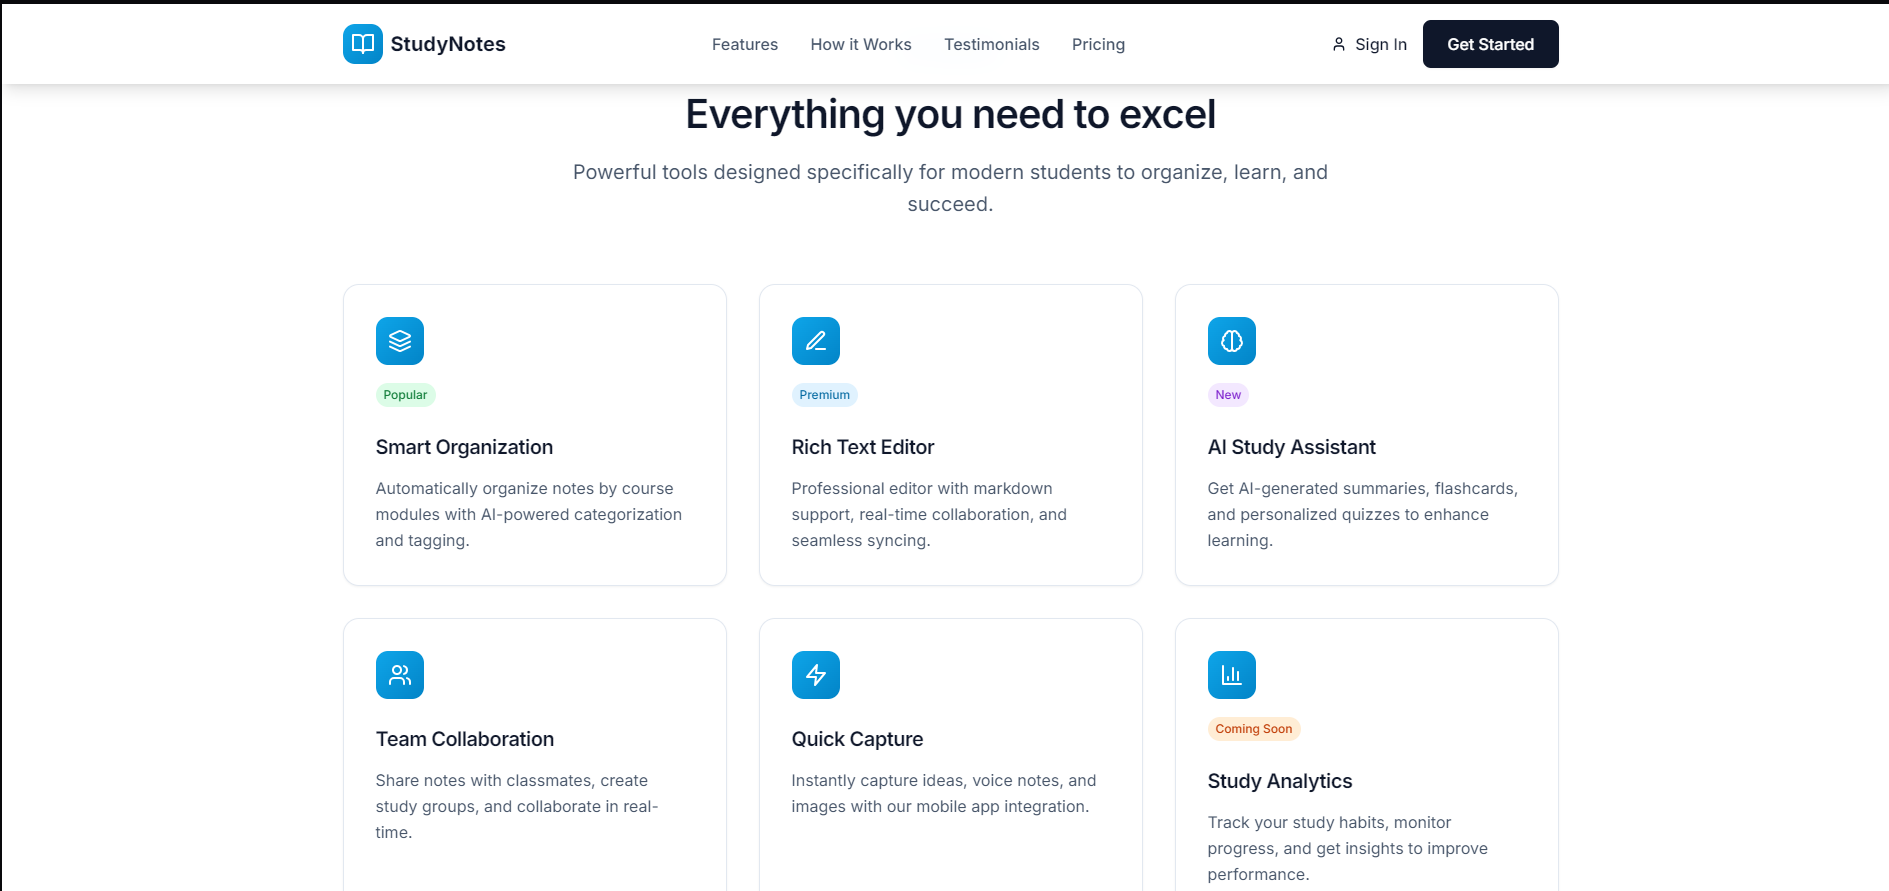 StudyNotes
Features
How it Works
Testimonials
Pricing
Sign In
Get Started
Everything you need to excel
Powerful tools designed specifically for modern students to organize, learn, and
succeed.
Popular
Smart Organization
Automatically organize notes by course
modules with AI-powered categorization
and tagging.
Premium
Rich Text Editor
Professional editor with markdown
support, real-time collaboration, and
seamless syncing.
New
AI Study Assistant
Get AI-generated summaries, flashcards,
and personalized quizzes to enhance
learning.
Team Collaboration
Share notes with classmates, create
study groups, and collaborate in real-
time.
Quick Capture
Instantly capture ideas, voice notes, and
images with our mobile app integration.
Coming Soon
Study Analytics
Track your study habits, monitor
progress, and get insights to improve
performance.